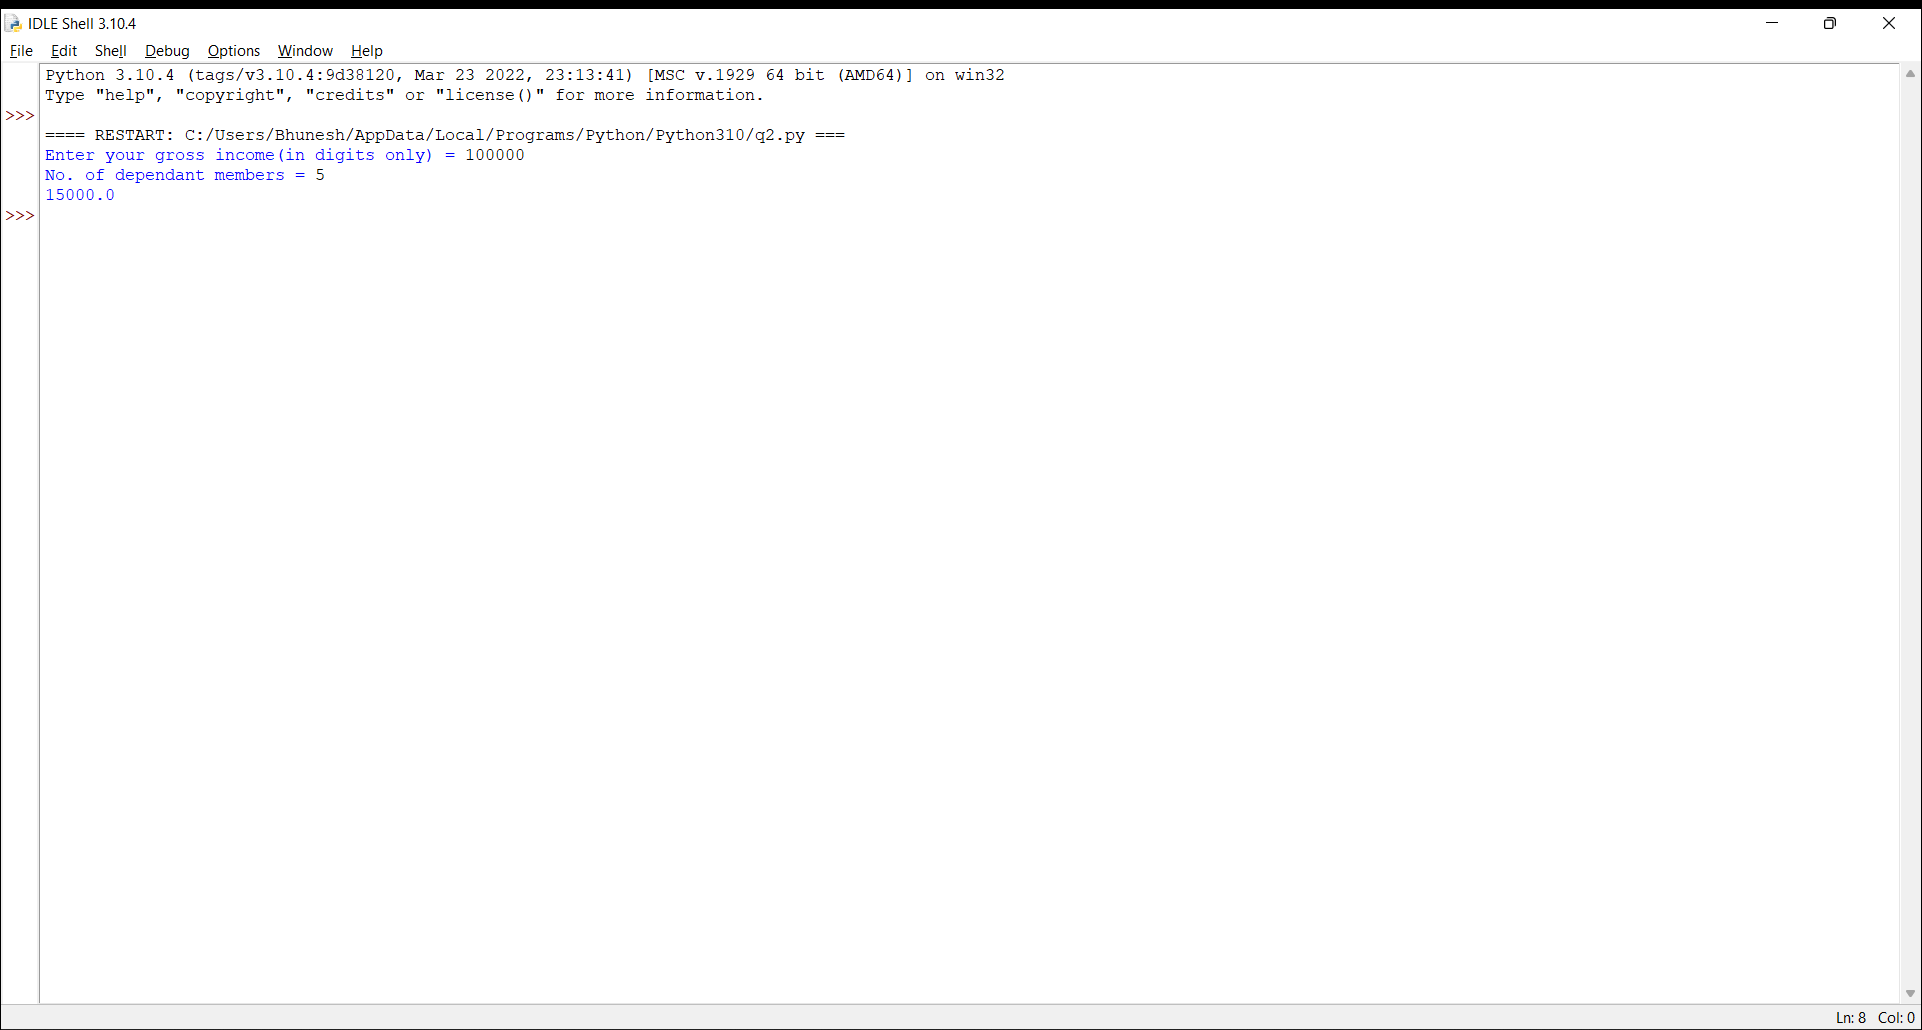 IDLE Shell 3.10.4
File Edit Shell Debug Options Window Help
Python 3.10.4 (tags/v3.10.4:9d38120, Mar 23 2022, 23:13:41) [MSC v.1929 64 bit (AMD64)] on win32
Type "help", "copyright", "credits" or "license()" for more information.
>>>
==== RESTART: C:/Users/Bhunesh/AppData/Local/Programs/Python/Python310/q2.py ===
Enter your gross income(in digits only) = 100000
No. of dependant members = 5
15000.0
>>>
Ln: 8 Col: 0